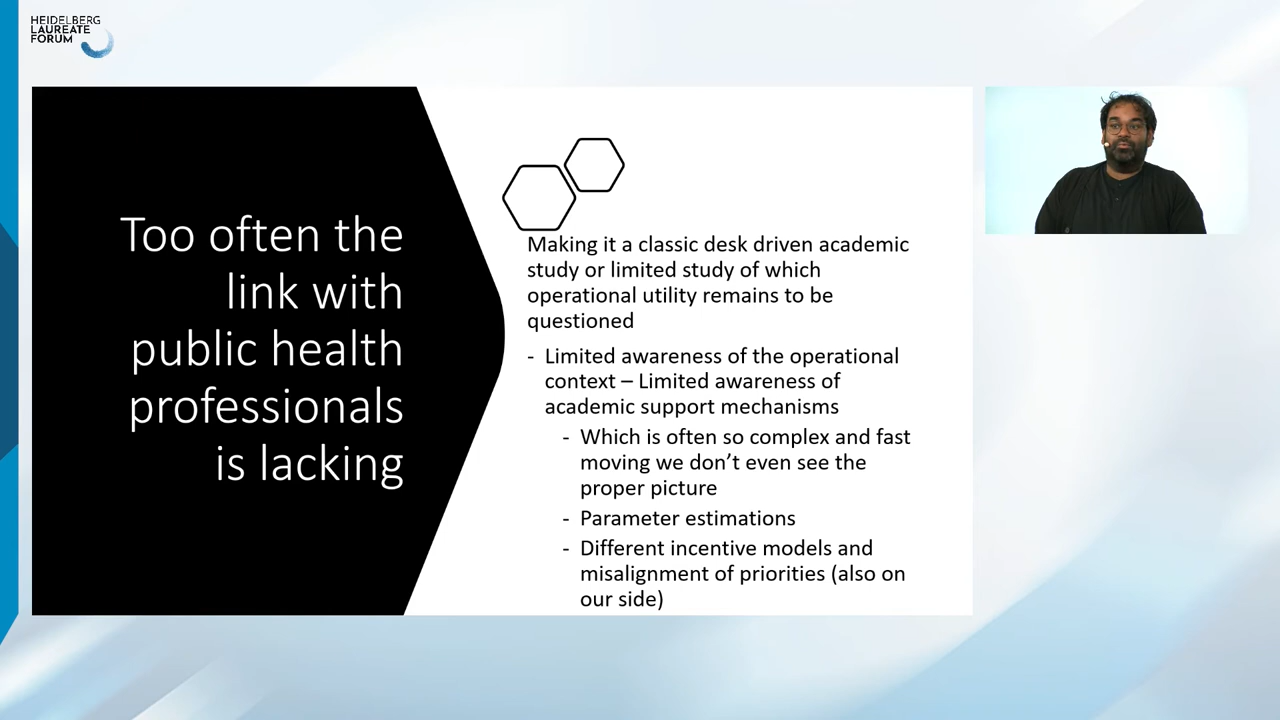 HEIDELBERG
LAUREATE
FORUM
Too often the
link with
public health
professionals
is lacking
Making it a classic desk driven academic
study or limited study of which
operational utility remains to be
questioned
- Limited awareness of the operational
context – Limited awareness of
academic support mechanisms
- Which is often so complex and fast
moving we don’t even see the
proper picture
- Parameter estimations
- Different incentive models and
misalignment of priorities (also on
our side)